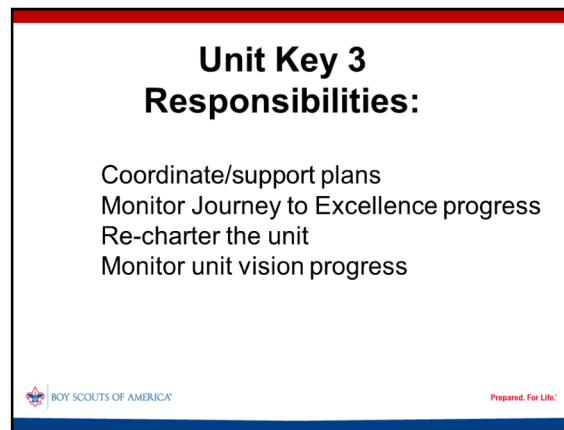 Unit Key 3
Responsibilities:
Coordinate/support plans
Monitor Journey to Excellence progress
Re-charter the unit
Monitor unit vision progress
BOY SCOUTS OF AMERICA®
Prepared. For Life.™